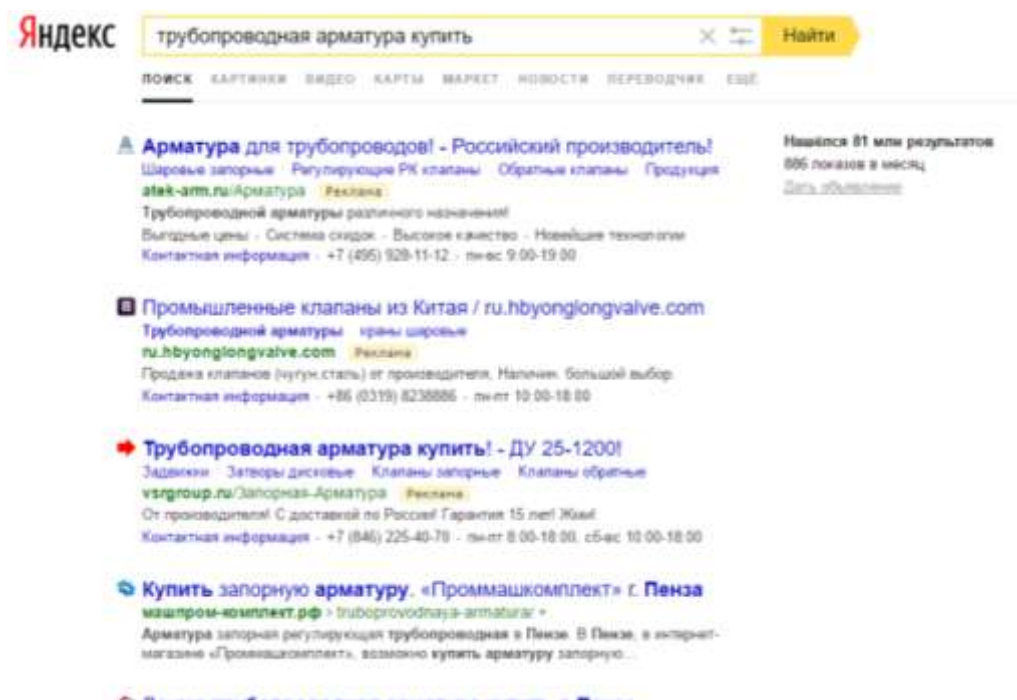 Яндекс
трубопроводная арматура купить
Найти
ПОИСК КАРТИНКИ ВИДЕО КАРТЫ МАРКЕТ НОВОСТИ ПЕРЕВОДЧИК ЕЩЁ
Арматура для трубопроводов! - Российский производитель!
Шаровые запорные Регулирующие РК клапаны Обратные клапаны Продукция
atek-arm.ru/Арматура Реклама
Трубопроводной арматуры различного назначения!
Выгодные цены - Система скидок - Высокое качество - Новейшие технологии
Контактная информация - +7 (495) 928-11-12 - пн-вс 9:00-19:00
Нашёлся 81 млн результатов
886 показов в месяц
Дать объявление
Промышленные клапаны из Китая / ru.hbyonglongvalve.com
Трубопроводной арматуры краны шаровые
ru.hbyonglongvalve.com Реклама
Продажа клапанов (чугун,сталь) от производителя. Наличии. большой выбор
Контактная информация - +86 (0319) 8238886 - пн-пт 10:00-18:00
Трубопроводная арматура купить! - ДУ 25-1200!
Задвижки Затворы дисковые Клапаны запорные Клапаны обратные
vsrgroup.ru/Запорная-Арматура Реклама
От производителя! С доставкой по России! Гарантия 15 лет! Жми!
Контактная информация - +7 (846) 225-40-70 - пн-пт 8:00-18:00, сб-вс 10:00-18:00
Купить запорную арматуру. «Проммашкомплект» г. Пенза
машпром-комплект.рф › truboprovodnaya-armatura/
Арматура запорная регулирующая трубопроводная в Пензе. В Пензе, в интернет-
магазине «Проммашкомплект», возможно купить арматуру запорную...